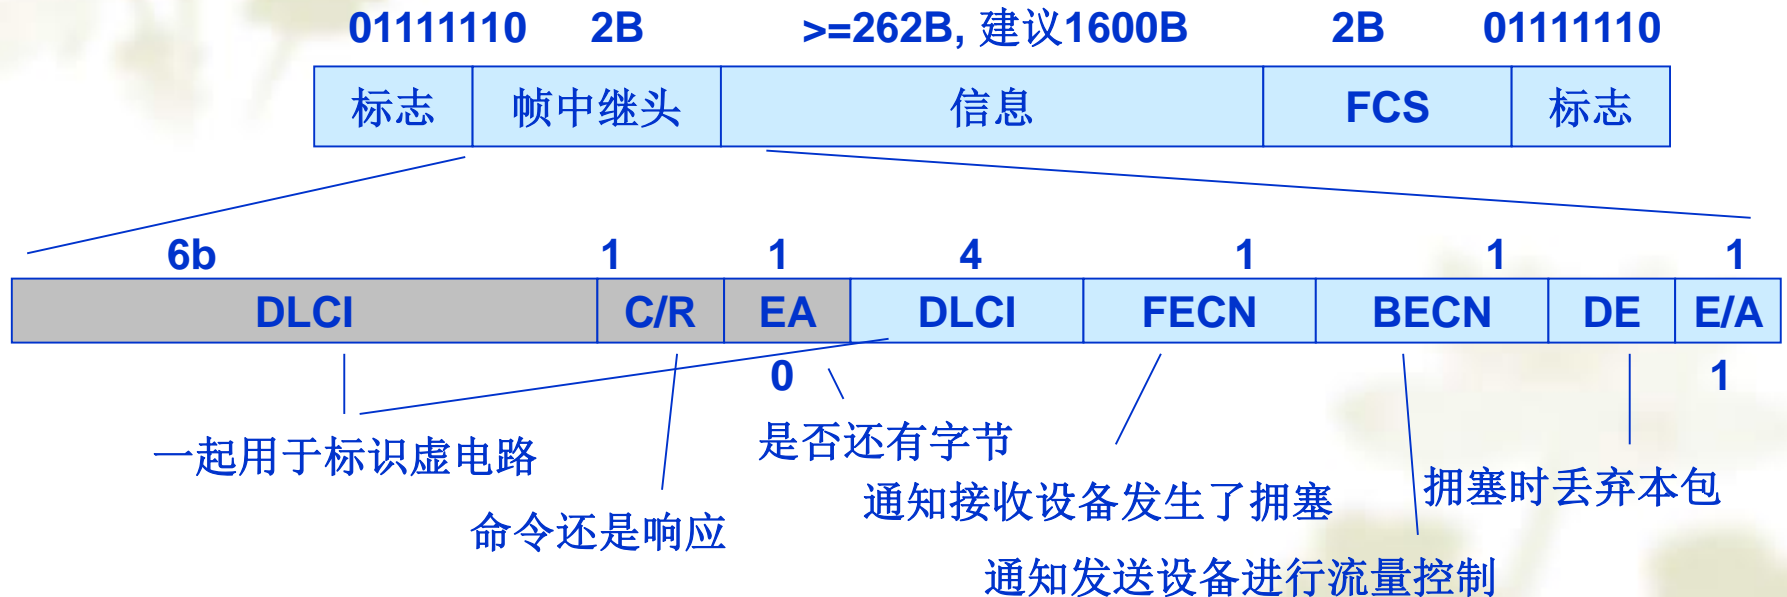 01111110 2B >=262B, 建议1600B 2B 01111110
标志 帧中继头 信息 FCS 标志
6b 1 1 4 1 1 1
DLCI C/R EA DLCI FECN BECN DE E/A
0 1
一起用于标识虚电路
是否还有字节
命令还是响应
通知接收设备发生了拥塞
拥塞时丢弃本包
通知发送设备进行流量控制